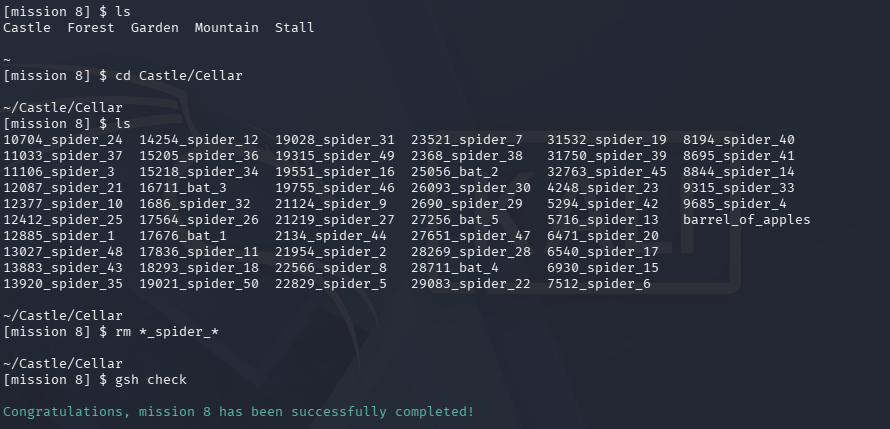 [mission 8] $ ls
Castle  Forest  Garden  Mountain  Stall
~
[mission 8] $ cd Castle/Cellar
~/Castle/Cellar
[mission 8] $ ls
10704_spider_24  14254_spider_12  19028_spider_31  23521_spider_7   31532_spider_19  8194_spider_40
11033_spider_37  15205_spider_36  19315_spider_49  2368_spider_38   31750_spider_39  8695_spider_41
11106_spider_3   15218_spider_34  19551_spider_16  25056_bat_2      32763_spider_45  8844_spider_14
12087_spider_21  16711_bat_3      19755_spider_46  26093_spider_30  4248_spider_23   9315_spider_33
12377_spider_10  1686_spider_32   21124_spider_9   2690_spider_29   5294_spider_42   9685_spider_4
12412_spider_25  17564_spider_26  21219_spider_27  27256_bat_5      5716_spider_13   barrel_of_apples
12885_spider_1   17676_bat_1      2134_spider_44   27651_spider_47  6471_spider_20
13027_spider_48  17836_spider_11  21954_spider_2   28269_spider_28  6540_spider_17
13883_spider_43  18293_spider_18  22566_spider_8   28711_bat_4      6930_spider_15
13920_spider_35  19021_spider_50  22829_spider_5   29083_spider_22  7512_spider_6
~/Castle/Cellar
[mission 8] $ rm *_spider_*
~/Castle/Cellar
[mission 8] $ gsh check
Congratulations, mission 8 has been successfully completed!